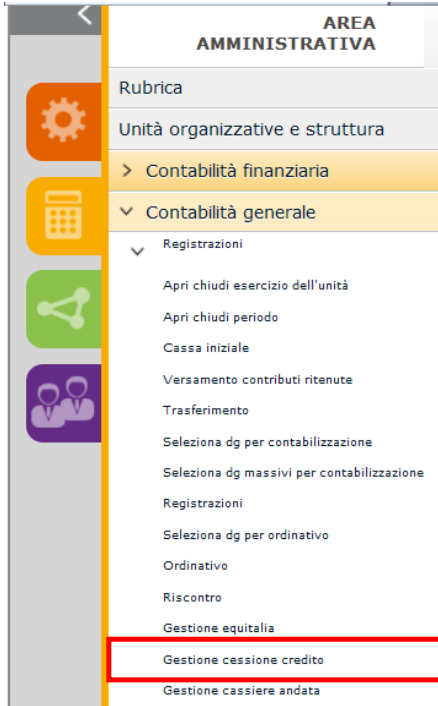 AREA
AMMINISTRATIVA
Rubrica
Unità organizzative e struttura
Contabilità finanziaria
Contabilità generale
Registrazioni
Apri chiudi esercizio dell'unità
Apri chiudi periodo
Cassa iniziale
Versamento contributi ritenute
Trasferimento
Seleziona dg per contabilizzazione
Seleziona dg massivi per contabilizzazione
Registrazioni
Seleziona dg per ordinativo
Ordinativo
Riscontro
Gestione equitalia
Gestione cessione credito
Gestione cassiere andata